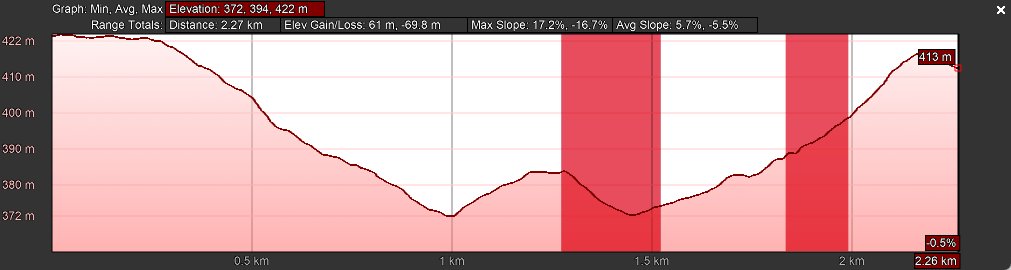 Graph: Min, Avg, Max Elevation: 372, 394, 422 m
Range Totals: Distance: 2.27 km Elev Gain/Loss: 61 m, -69.8 m Max Slope: 17.2%, -16.7% Avg Slope: 5.7%, -5.5%
422 m
413 m
410 m
400 m
390 m
380 m
372 m
-0.5%
0.5 km 1 km 1.5 km 2 km 2.26 km